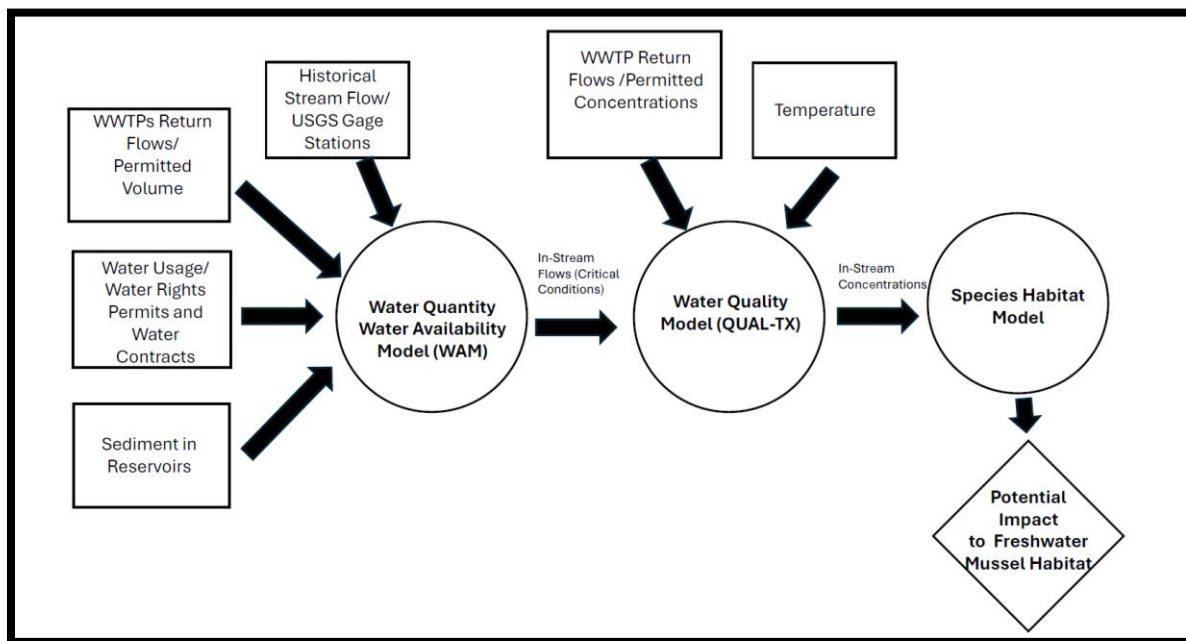 WWTPs Return
Flows/
Permitted
Volume
Historical
Stream Flow/
USGS Gage
Stations
WWTP Return
Flows /Permitted
Concentrations
Temperature
Water Usage/
Water Rights
Permits and
Water
Contracts
Sediment in
Reservoirs
Water Quantity
Water Availability
Model (WAM)
In-Stream
Flows (Critical
Conditions)
Water Quality
Model (QUAL-TX)
In-Stream
Concentrations
Species Habitat
Model
Potential
Impact
to Freshwater
Mussel Habitat